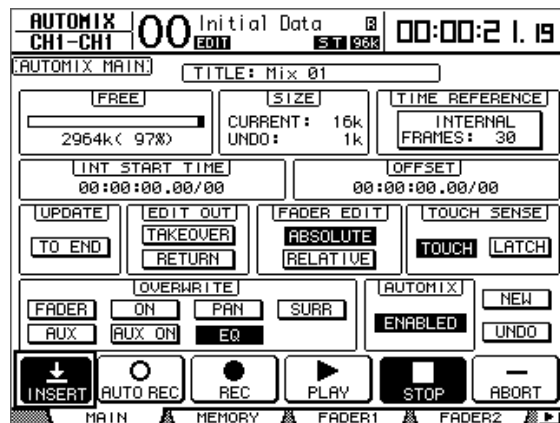 AUTOMIX
CH1-CH1
00 Initial Data
EDIT ST 96k
00:00:21.19
AUTOMIX MAIN
TITLE: Mix 01
FREE
2964k( 97%)
SIZE
CURRENT: 16k
UNDO: 1k
TIME REFERENCE
INTERNAL
FRAMES: 30
INT START TIME
00:00:00.00/00
OFFSET
00:00:00.00/00
UPDATE
TO END
EDIT OUT
TAKEOVER
RETURN
FADER EDIT
ABSOLUTE
RELATIVE
TOUCH SENSE
TOUCH LATCH
OVERWRITE
FADER ON PAN SURR
AUX AUX ON EQ
AUTOMIX
ENABLED
NEW
UNDO
INSERT AUTO REC REC PLAY STOP ABORT
MAIN MEMORY FADER1 FADER2